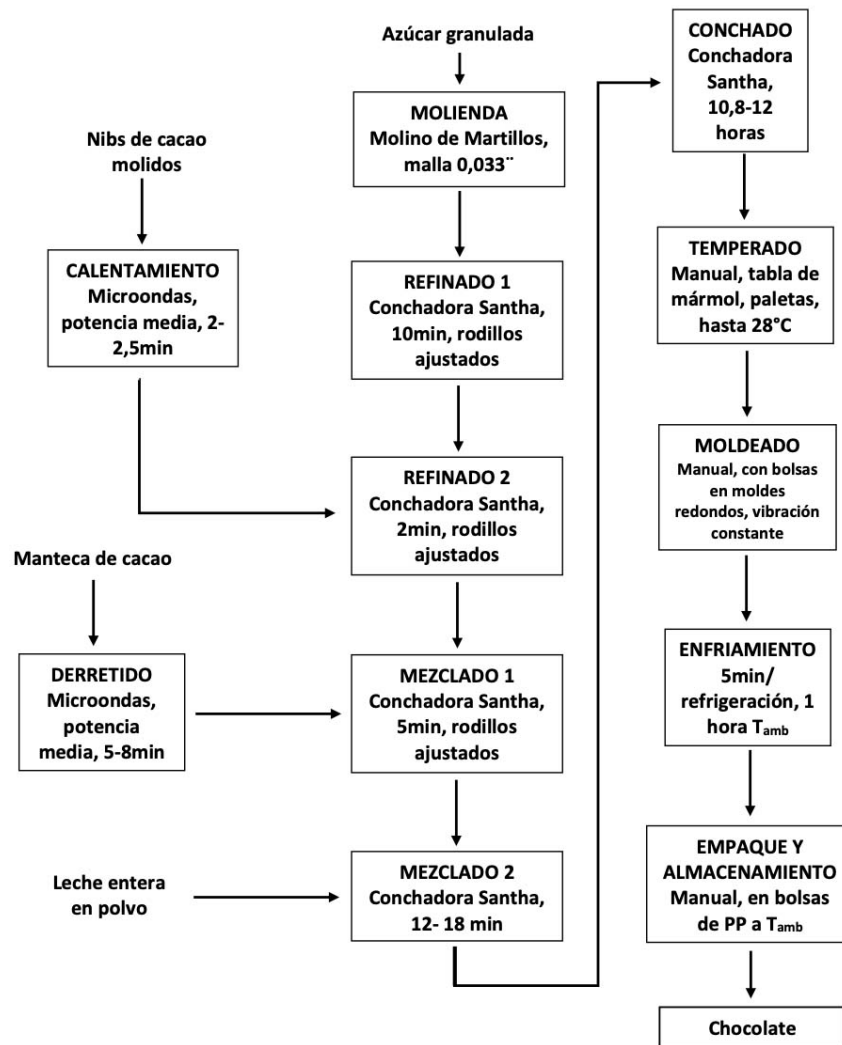 Azúcar granulada
MOLIENDA
Molino de Martillos,
malla 0,033¨
Nibs de cacao
molidos
CALENTAMIENTO
Microondas,
potencia media, 2-
2,5min
REFINADO 1
Conchadora Santha,
10min, rodillos
ajustados
REFINADO 2
Conchadora Santha,
2min, rodillos
ajustados
Manteca de cacao
DERRETIDO
Microondas,
potencia
media, 5-8min
MEZCLADO 1
Conchadora Santha,
5min, rodillos
ajustados
Leche entera
en polvo
MEZCLADO 2
Conchadora Santha,
12- 18 min
CONCHADO
Conchadora
Santha,
10,8-12
horas
TEMPERADO
Manual, tabla de
mármol, paletas,
hasta 28°C
MOLDEADO
Manual, con bolsas
en moldes
redondos, vibración
constante
ENFRIAMIENTO
5min/
refrigeración, 1
hora Tamb
EMPAQUE Y
ALMACENAMIENTO
Manual, en bolsas
de PP a Tamb
Chocolate